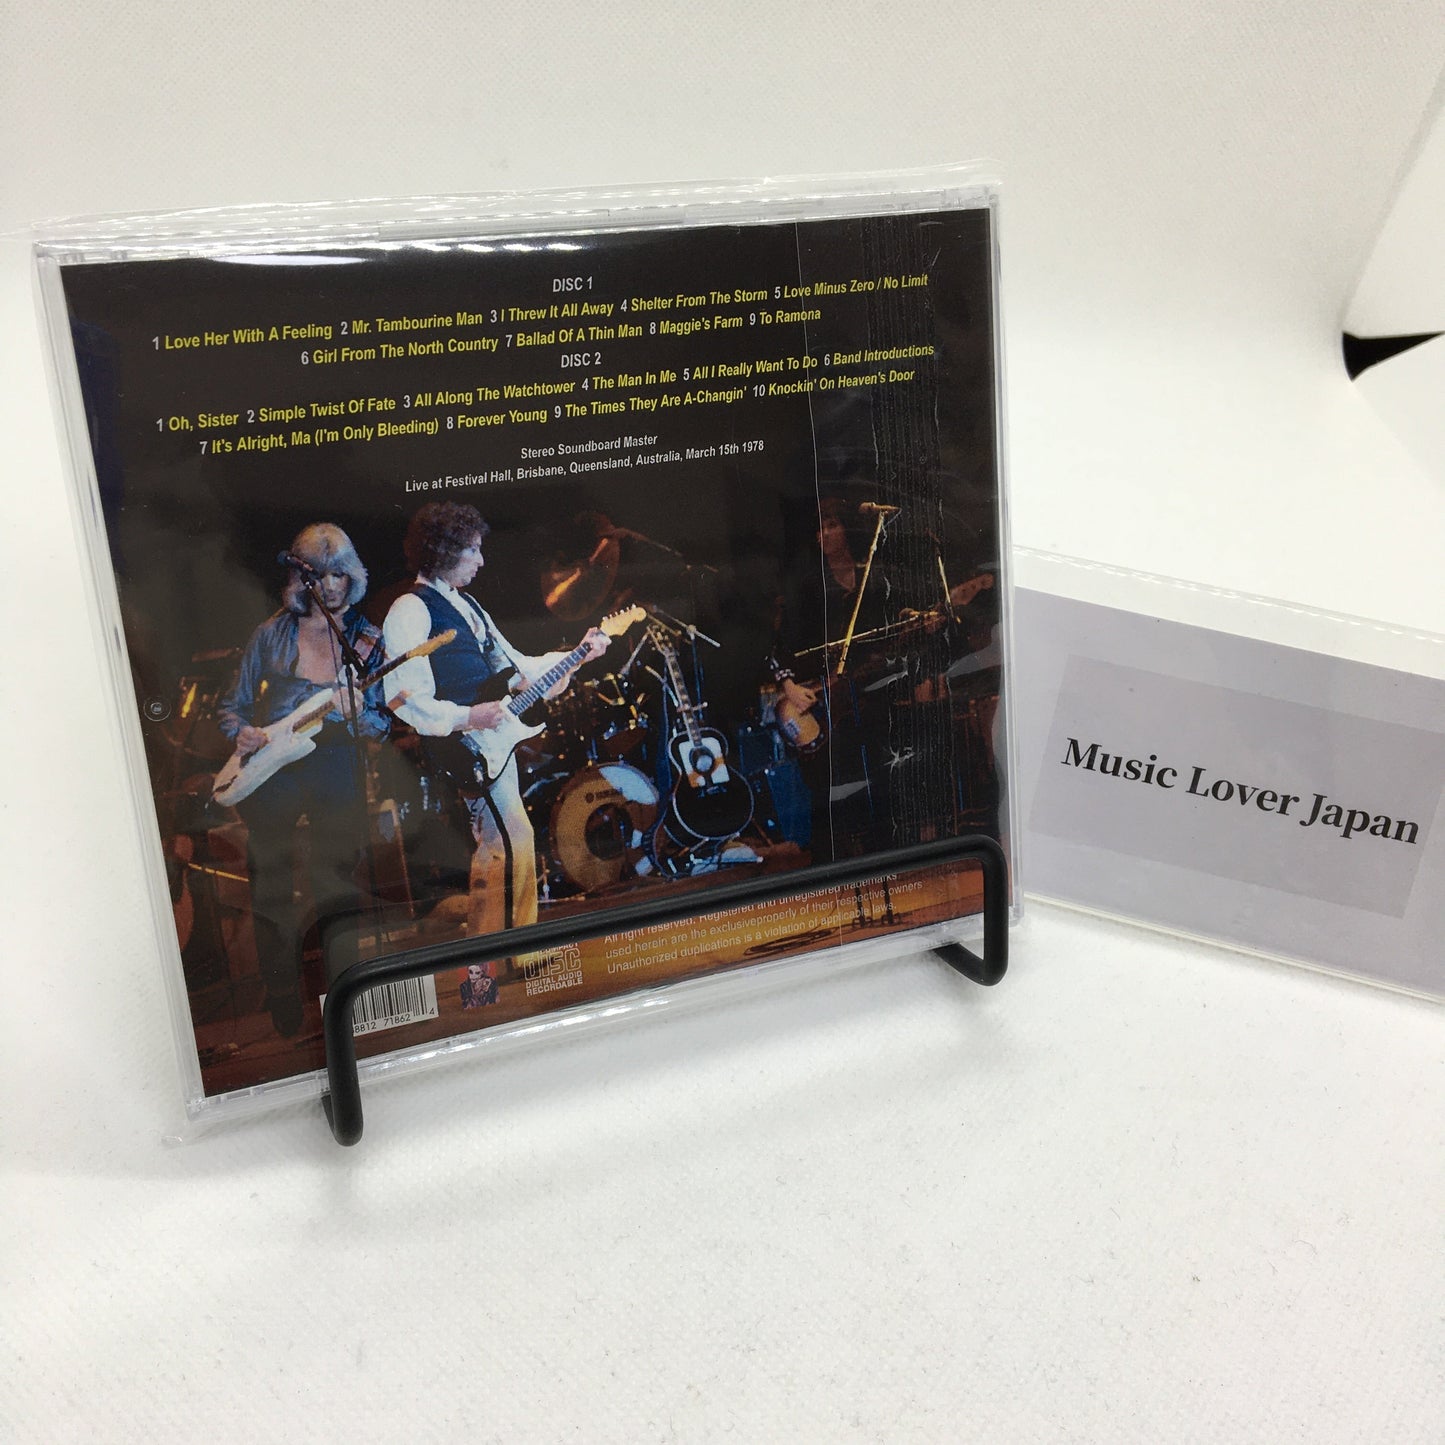 DISC 1
1 Love Her With A Feeling 2 Mr. Tambourine Man 3 I Threw It All Away 4 Shelter From The Storm 5 Love Minus Zero / No Limit
6 Girl From The North Country 7 Ballad Of A Thin Man 8 Maggie's Farm 9 To Ramona
DISC 2
1 Oh, Sister 2 Simple Twist Of Fate 3 All Along The Watchtower 4 The Man In Me 5 All I Really Want To Do 6 Band Introductions
7 It's Alright, Ma (I'm Only Bleeding) 8 Forever Young 9 The Times They Are A-Changin' 10 Knockin' On Heaven's Door
Stereo Soundboard Master
Live at Festival Hall, Brisbane, Queensland, Australia, March 15th 1978
All right reserved. Registered and unregistered trademarks
used herein are the exclusiveproperly of their respective owners
Unauthorized duplications is a violation of applicable laws.
COMPACT
DISC
DIGITAL AUDIO
RECORDABLE
8812 71862 4
Music Lover Japan